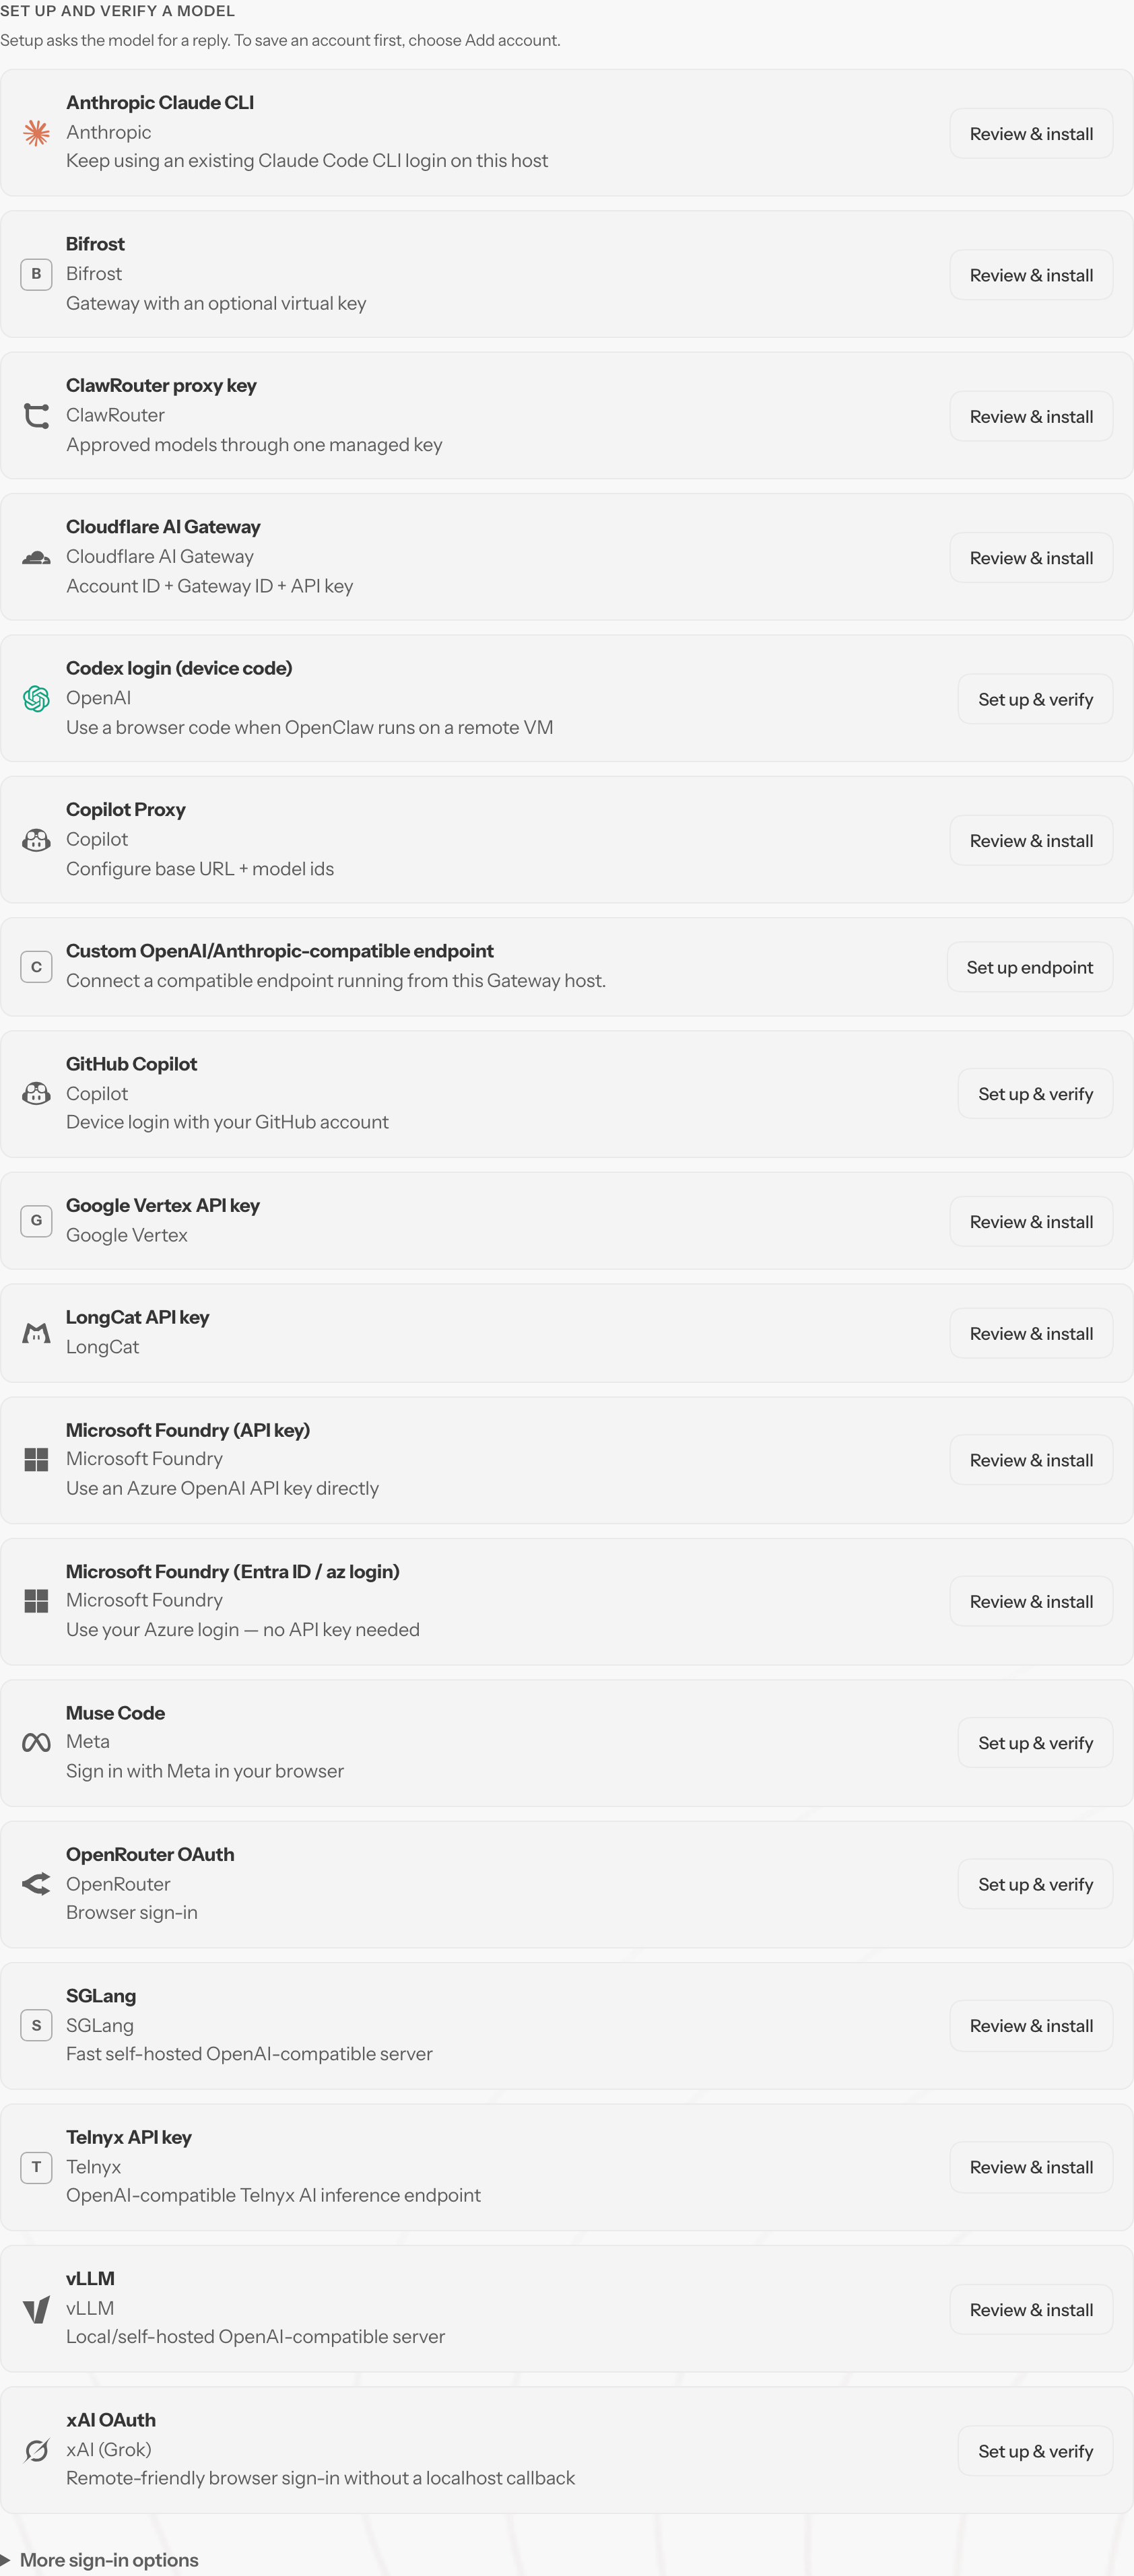 SET UP AND VERIFY A MODEL
Setup asks the model for a reply. To save an account first, choose Add account.
Anthropic Claude CLI
Anthropic
Keep using an existing Claude Code CLI login on this host
Review & install
B
Bifrost
Bifrost
Gateway with an optional virtual key
Review & install
ClawRouter proxy key
ClawRouter
Approved models through one managed key
Review & install
Cloudflare AI Gateway
Cloudflare AI Gateway
Account ID + Gateway ID + API key
Review & install
Codex login (device code)
OpenAI
Use a browser code when OpenClaw runs on a remote VM
Set up & verify
Copilot Proxy
Copilot
Configure base URL + model ids
Review & install
C
Custom OpenAI/Anthropic-compatible endpoint
Connect a compatible endpoint running from this Gateway host.
Set up endpoint
GitHub Copilot
Copilot
Device login with your GitHub account
Set up & verify
G
Google Vertex API key
Google Vertex
Review & install
LongCat API key
LongCat
Review & install
Microsoft Foundry (API key)
Microsoft Foundry
Use an Azure OpenAI API key directly
Review & install
Microsoft Foundry (Entra ID / az login)
Microsoft Foundry
Use your Azure login — no API key needed
Review & install
Muse Code
Meta
Sign in with Meta in your browser
Set up & verify
OpenRouter OAuth
OpenRouter
Browser sign-in
Set up & verify
S
SGLang
SGLang
Fast self-hosted OpenAI-compatible server
Review & install
T
Telnyx API key
Telnyx
OpenAI-compatible Telnyx AI inference endpoint
Review & install
vLLM
vLLM
Local/self-hosted OpenAI-compatible server
Review & install
xAI OAuth
xAI (Grok)
Remote-friendly browser sign-in without a localhost callback
Set up & verify
More sign-in options